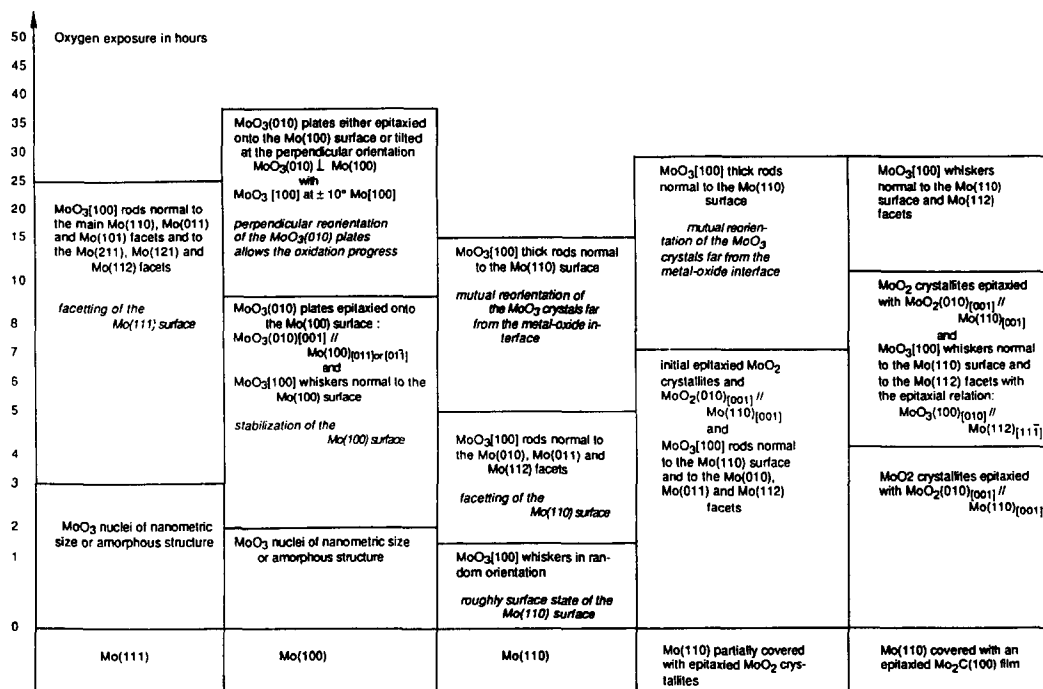 Oxygen exposure in hours
50
45
40
35
30
25
20
15
10
8
7
6
5
4
3
2
1
0
MoO₃[100] rods normal to
the main Mo(110), Mo(011)
and Mo(101) facets and to
the Mo(211), Mo(121) and
Mo(112) facets
facetting of the
Mo(111) surface
MoO₃ nuclei of nanometric
size or amorphous structure
Mo(111)
MoO₃(010) plates either epitaxied
onto the Mo(100) surface or tilted
at the perpendicular orientation
MoO₃(010) ⊥ Mo(100)
with
MoO₃ [100] at ± 10° Mo[100]
perpendicular reorientation
of the MoO₃(010) plates
allows the oxidation progress
MoO₃(010) plates epitaxied onto
the Mo(100) surface :
MoO₃(010)[001] //
Mo(100)[011]or [01̄1]
and
MoO₃[100] whiskers normal to the
Mo(100) surface
stabilization of the
Mo(100) surface
MoO₃ nuclei of nanometric size
or amorphous structure
Mo(100)
MoO₃[100] thick rods normal
to the Mo(110) surface
mutual reorientation of
the MoO₃ crystals far
from the metal-oxide in-
terface
MoO₃[100] rods normal to
the Mo(010), Mo(011) and
Mo(112) facets
facetting of the
Mo(110) surface
MoO₃[100] whiskers in ran-
dom orientation
roughly surface state of the
Mo(110) surface
Mo(110)
MoO₃[100] thick rods
normal to the Mo(110)
surface
mutual reorien-
tation of the MoO₃
crystals far from the
metal-oxide interface
initial epitaxied MoO₂
crystallites and
MoO₂(010)[001] //
Mo(110)[001]
and
MoO₃[100] rods normal
to the Mo(110) surface
and to the Mo(010),
Mo(011) and Mo(112)
facets
Mo(110) partially covered
with epitaxied MoO₂ crys-
tallites
MoO₃[100] whiskers
normal to the Mo(110)
surface and Mo{112}
facets
MoO₂ crystallites epitaxied
with MoO₂(010)[001] //
Mo(110)[001]
and
MoO₃[100] whiskers normal
to the Mo(110) surface and
to the Mo(112) facets with
the epitaxial relation:
MoO₃(100)[010] //
Mo(112)[111̄]
MoO2 crystallites epitaxied
with MoO₂(010)[001] //
Mo(110)[001]
Mo(110) covered with an
epitaxied Mo₂C(100) film